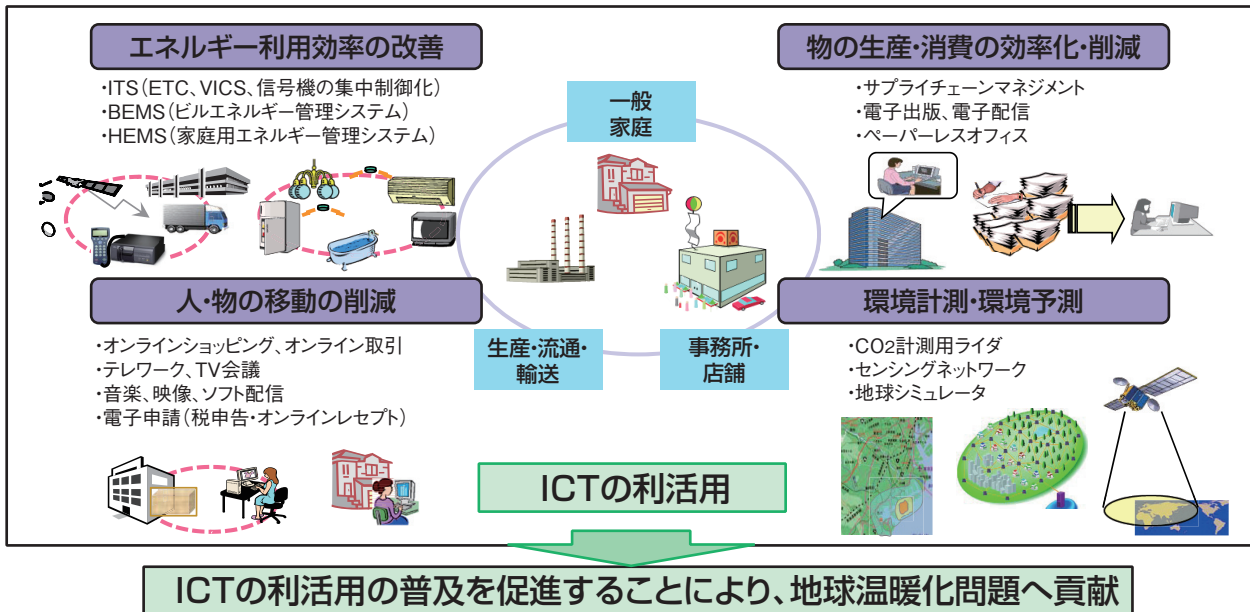 エネルギー利用効率の改善
・ITS(ETC、VICS、信号機の集中制御化)
・BEMS(ビルエネルギー管理システム)
・HEMS(家庭用エネルギー管理システム)
物の生産・消費の効率化・削減
・サプライチェーンマネジメント
・電子出版、電子配信
・ペーパーレスオフィス
一般
家庭
生産・流通・
輸送
事務所・
店舗
人・物の移動の削減
・オンラインショッピング、オンライン取引
・テレワーク、TV会議
・音楽、映像、ソフト配信
・電子申請(税申告・オンラインレセプト)
環境計測・環境予測
・CO2計測用ライダ
・センシングネットワーク
・地球シミュレータ
ICTの利活用
ICTの利活用の普及を促進することにより、地球温暖化問題へ貢献